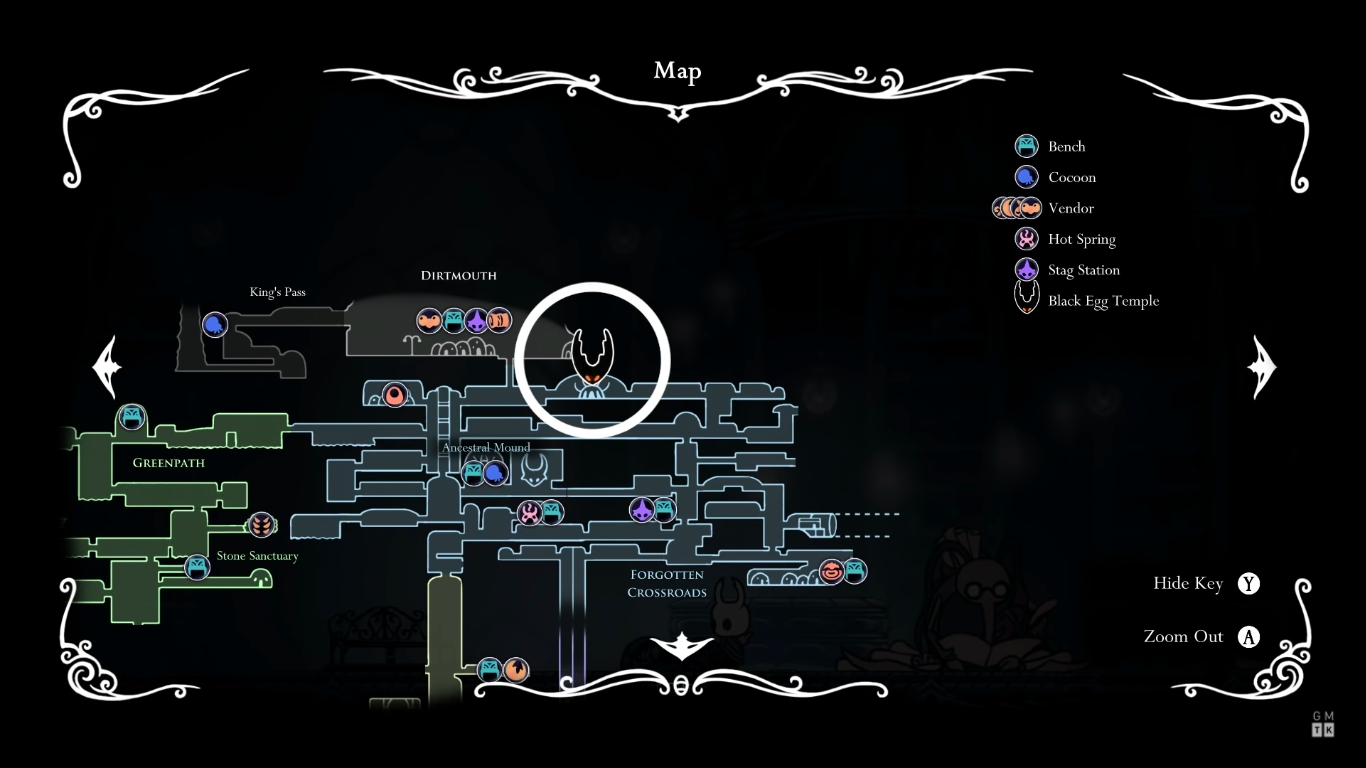 Map
Bench
Cocoon
Vendor
Hot Spring
Stag Station
Black Egg Temple
DIRTMOUTH
King's Pass
Ancestral Mound
GREENPATH
Stone Sanctuary
FORGOTTEN
CROSSROADS
Hide Key Y
Zoom Out A
GM
TK